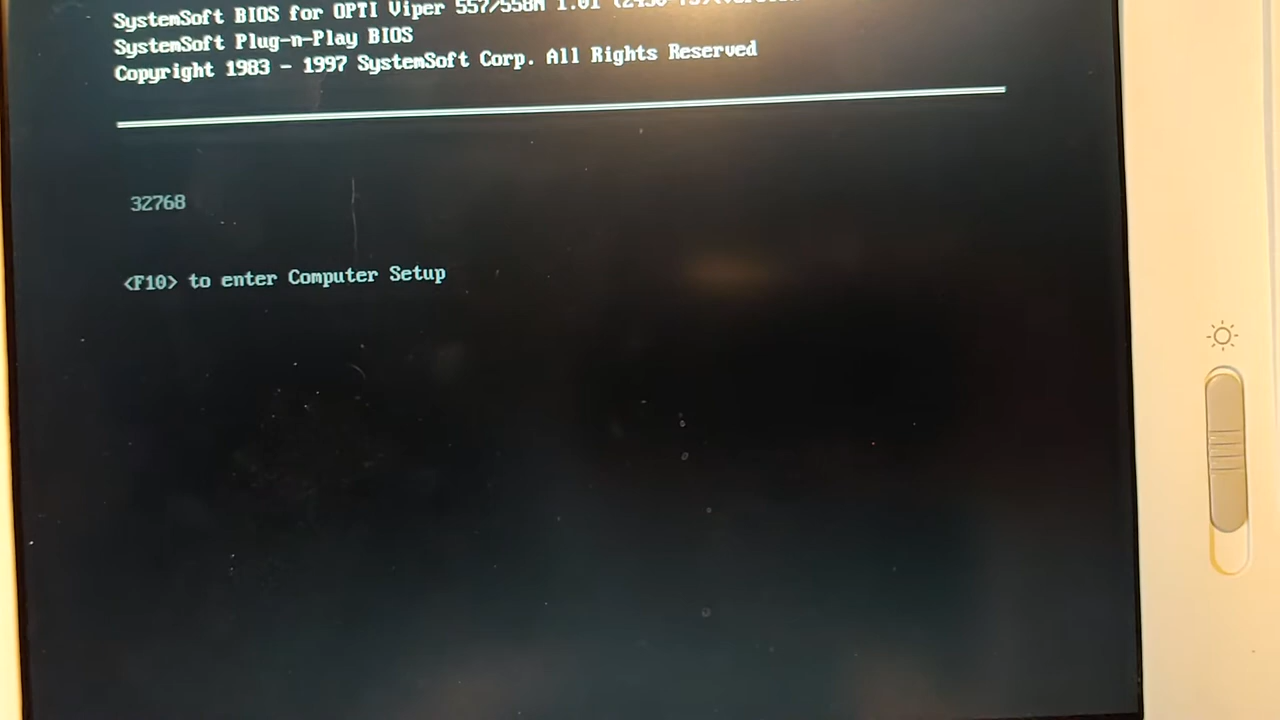 SystemSoft BIOS for OPTI Viper 557/558N 1.01
SystemSoft Plug-n-Play BIOS
Copyright 1983 - 1997 SystemSoft Corp. All Rights Reserved
32768
<F10> to enter Computer Setup